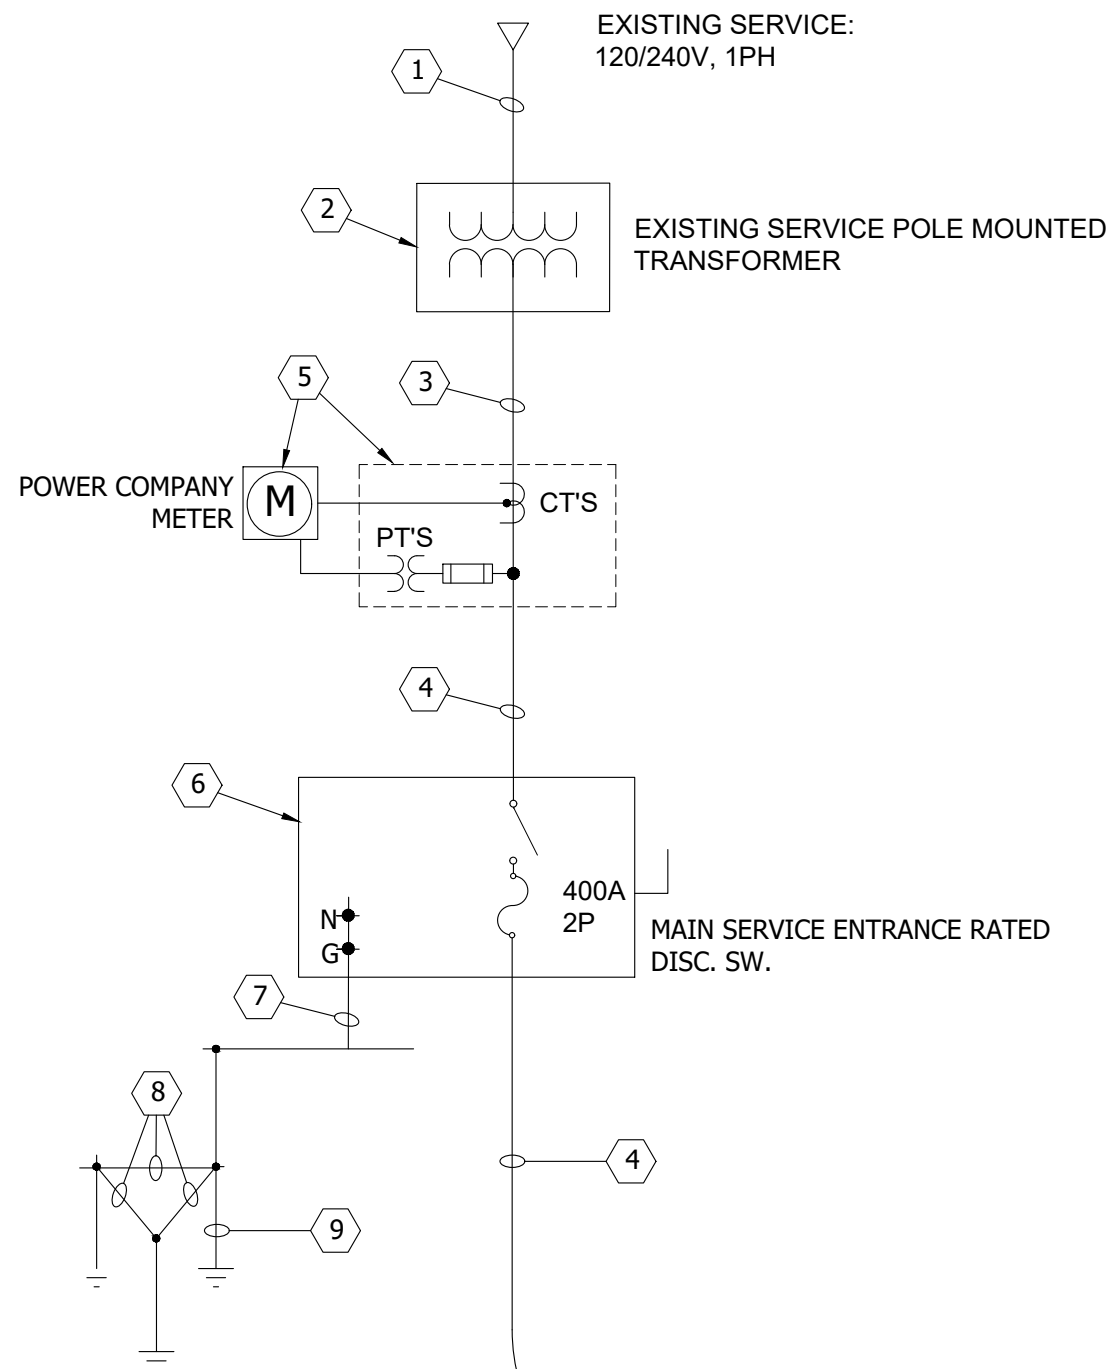 EXISTING SERVICE:
120/240V, 1PH
1
2
EXISTING SERVICE POLE MOUNTED
TRANSFORMER
5
3
POWER COMPANY
METER
M
CT'S
PT'S
4
6
400A
2P
N
G
MAIN SERVICE ENTRANCE RATED
DISC. SW.
7
8
4
9